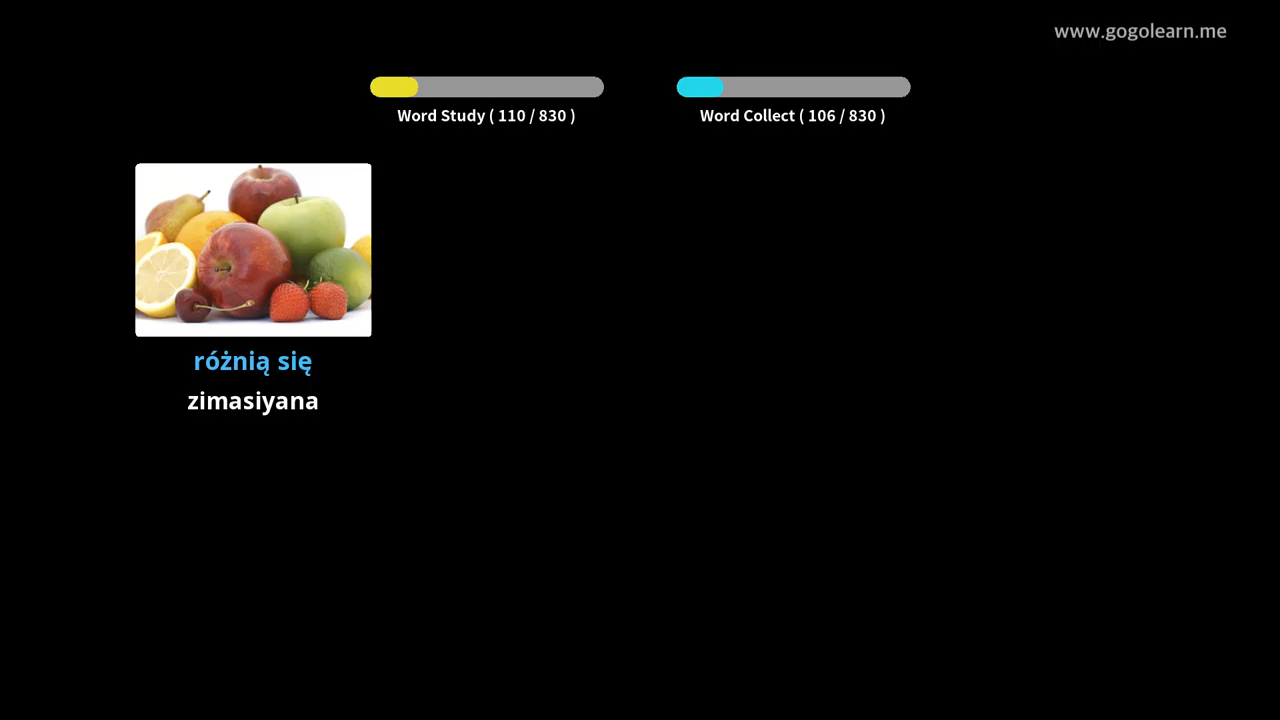 www.gogolearn.me
Word Study ( 110 / 830 )
Word Collect ( 106 / 830 )
różnią się
zimasiyana